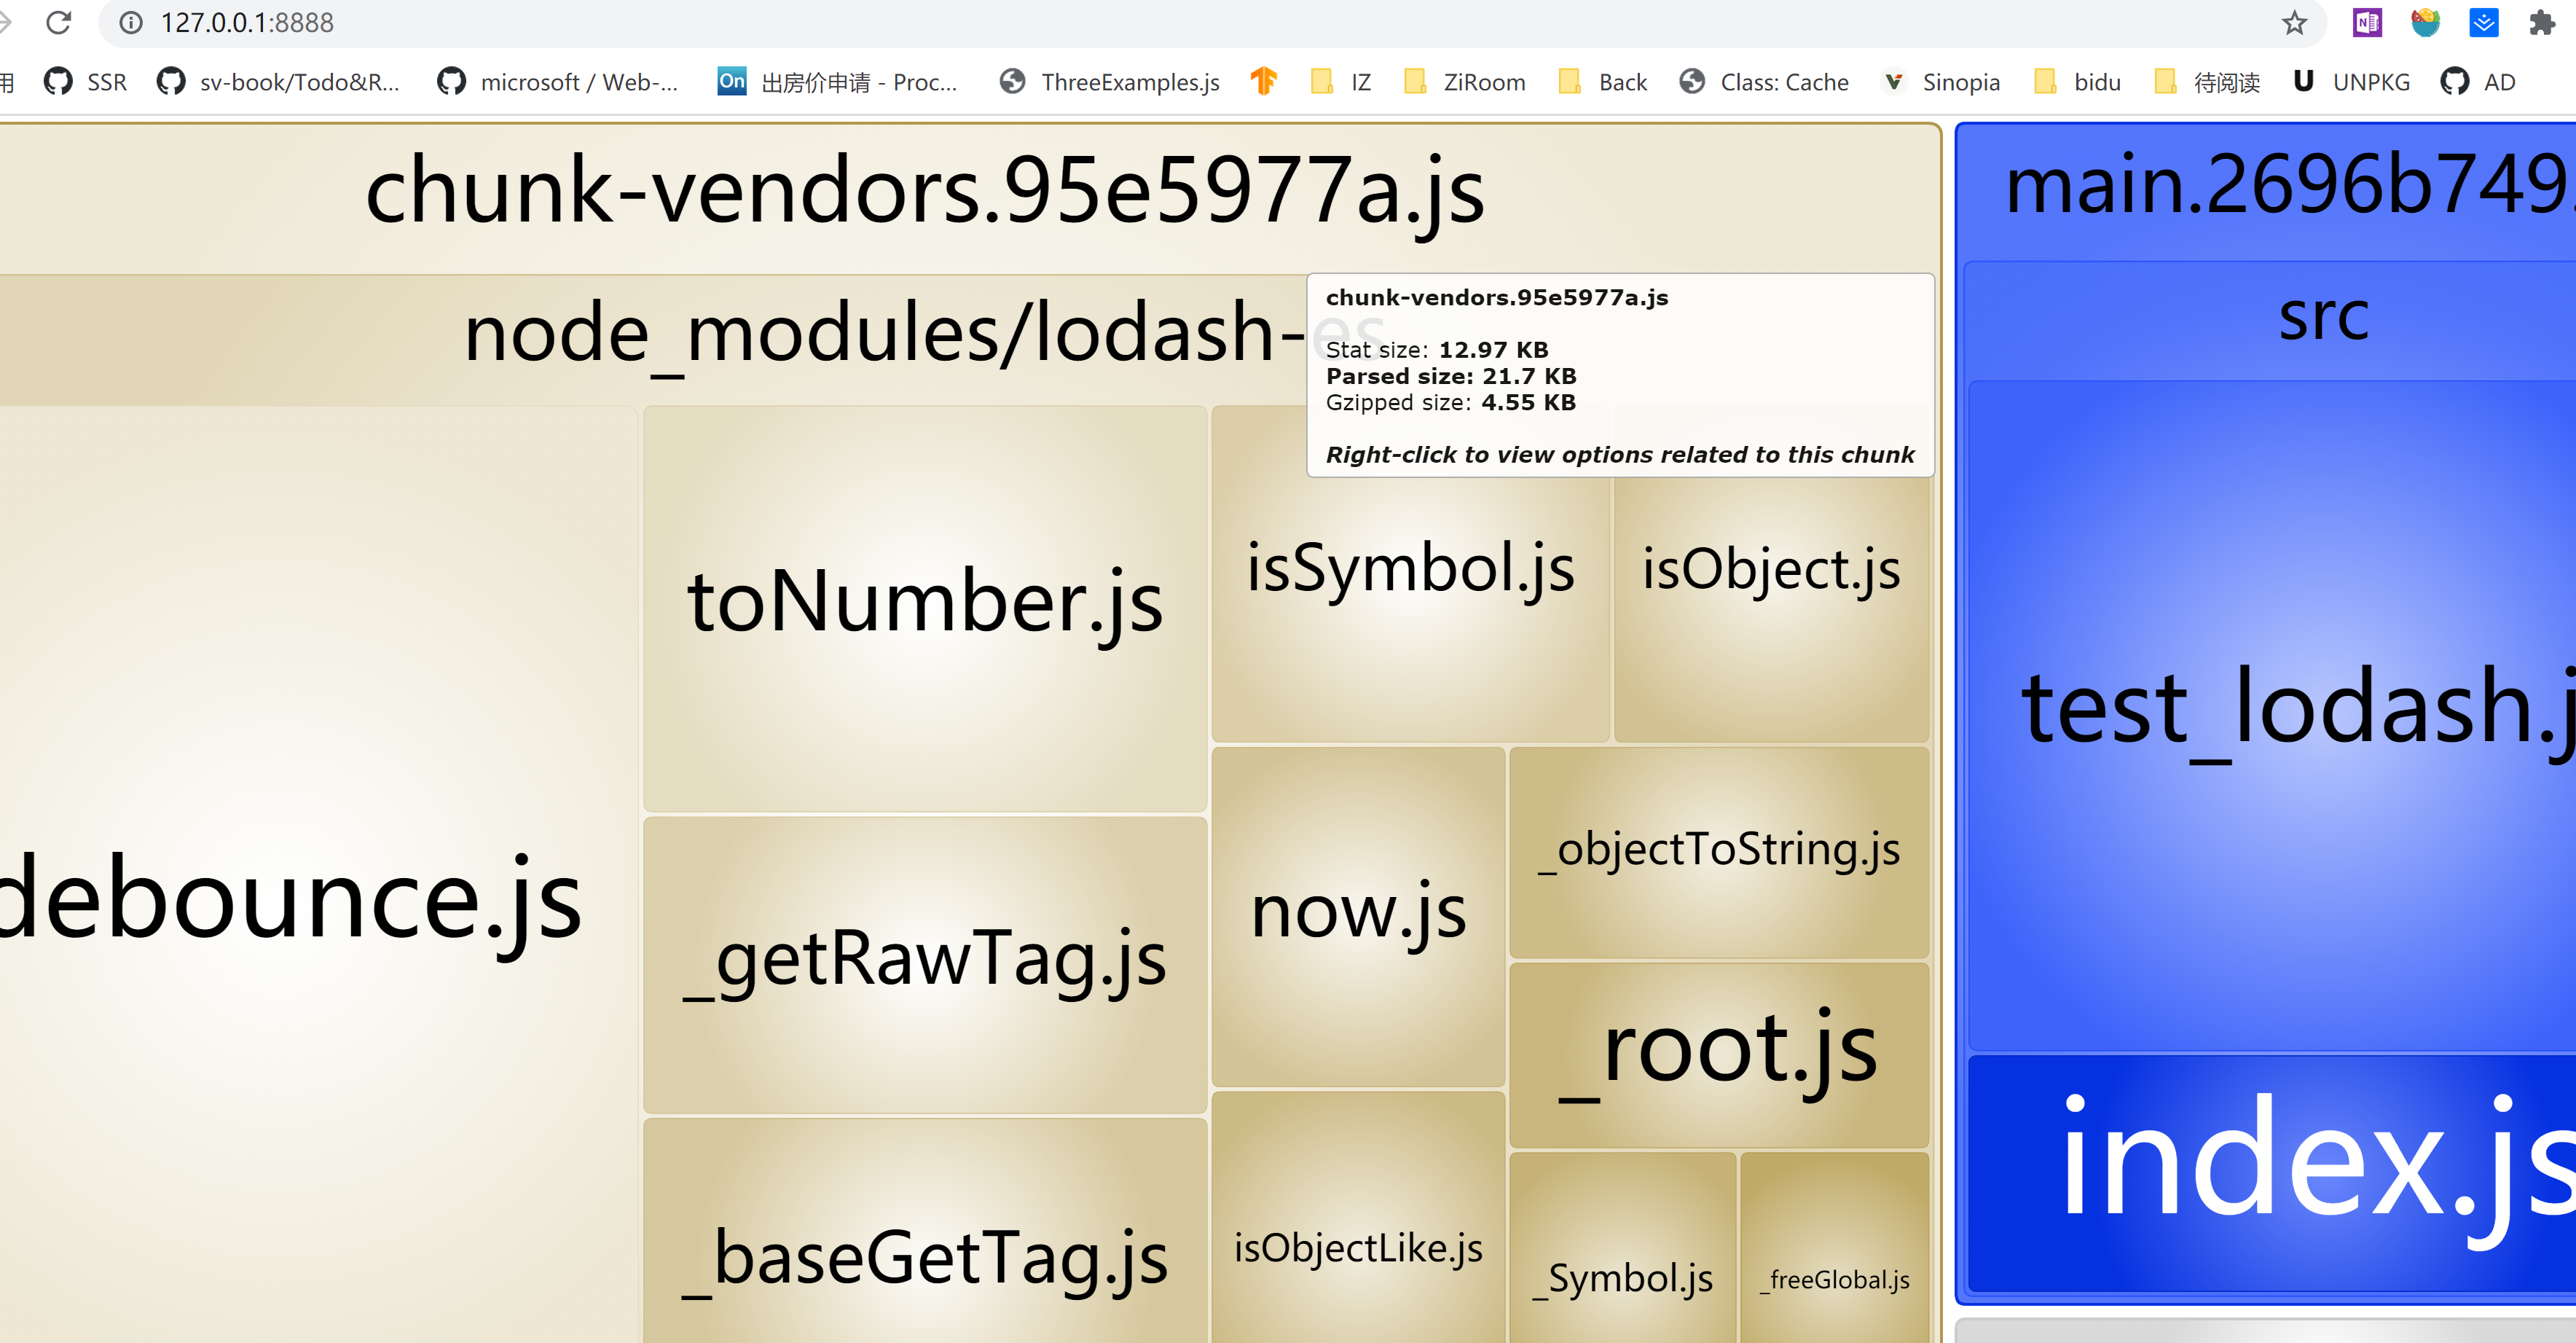 127.0.0.1:8888
用 SSR sv-book/Todo&R... microsoft / Web-... On 出房价申请 - Proc... ThreeExamples.js IZ ZiRoom Back Class: Cache Sinopia bidu 待阅读 U UNPKG AD
chunk-vendors.95e5977a.js
main.2696b749.
node_modules/lodash-es
src
chunk-vendors.95e5977a.js
Stat size: 12.97 KB
Parsed size: 21.7 KB
Gzipped size: 4.55 KB
Right-click to view options related to this chunk
debounce.js
toNumber.js
isSymbol.js
isObject.js
test_lodash.j
_getRawTag.js
now.js
_objectToString.js
_root.js
index.js
_baseGetTag.js
isObjectLike.js
_Symbol.js
_freeGlobal.js